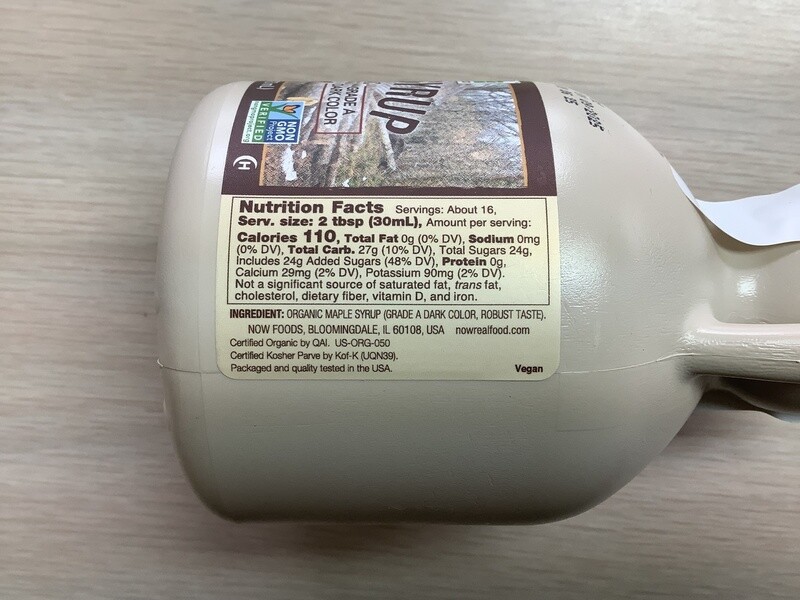 SYRUP
GRADE A
DARK COLOR
NON
GMO
Project
VERIFIED
H
Nutrition Facts Servings: About 16,
Serv. size: 2 tbsp (30mL), Amount per serving:
Calories 110, Total Fat 0g (0% DV), Sodium 0mg
(0% DV), Total Carb. 27g (10% DV), Total Sugars 24g,
Includes 24g Added Sugars (48% DV), Protein 0g,
Calcium 29mg (2% DV), Potassium 90mg (2% DV).
Not a significant source of saturated fat, trans fat,
cholesterol, dietary fiber, vitamin D, and iron.
INGREDIENT: ORGANIC MAPLE SYRUP (GRADE A DARK COLOR, ROBUST TASTE).
NOW FOODS, BLOOMINGDALE, IL 60108, USA nowrealfood.com
Certified Organic by QAI. US-ORG-050
Certified Kosher Parve by Kof-K (UQN39).
Packaged and quality tested in the USA.
Vegan